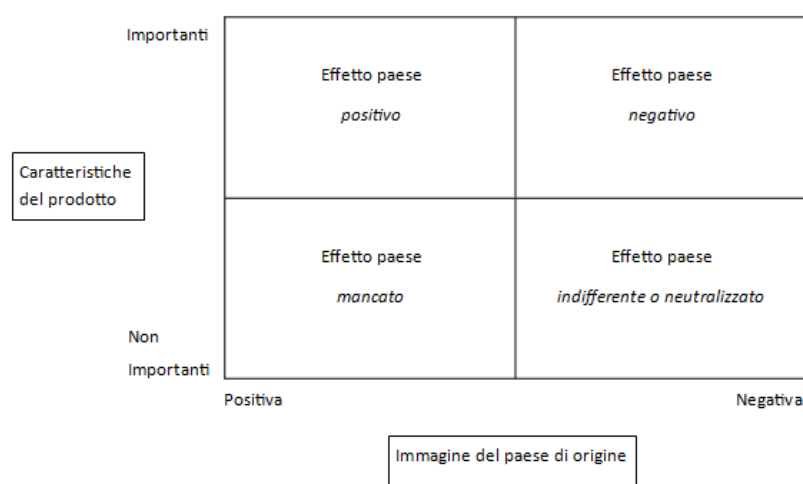 Importanti
Effetto paese
positivo
Effetto paese
negativo
Caratteristiche
del prodotto
Effetto paese
mancato
Effetto paese
indifferente o neutralizzato
Non
Importanti
Positiva
Negativa
Immagine del paese di origine